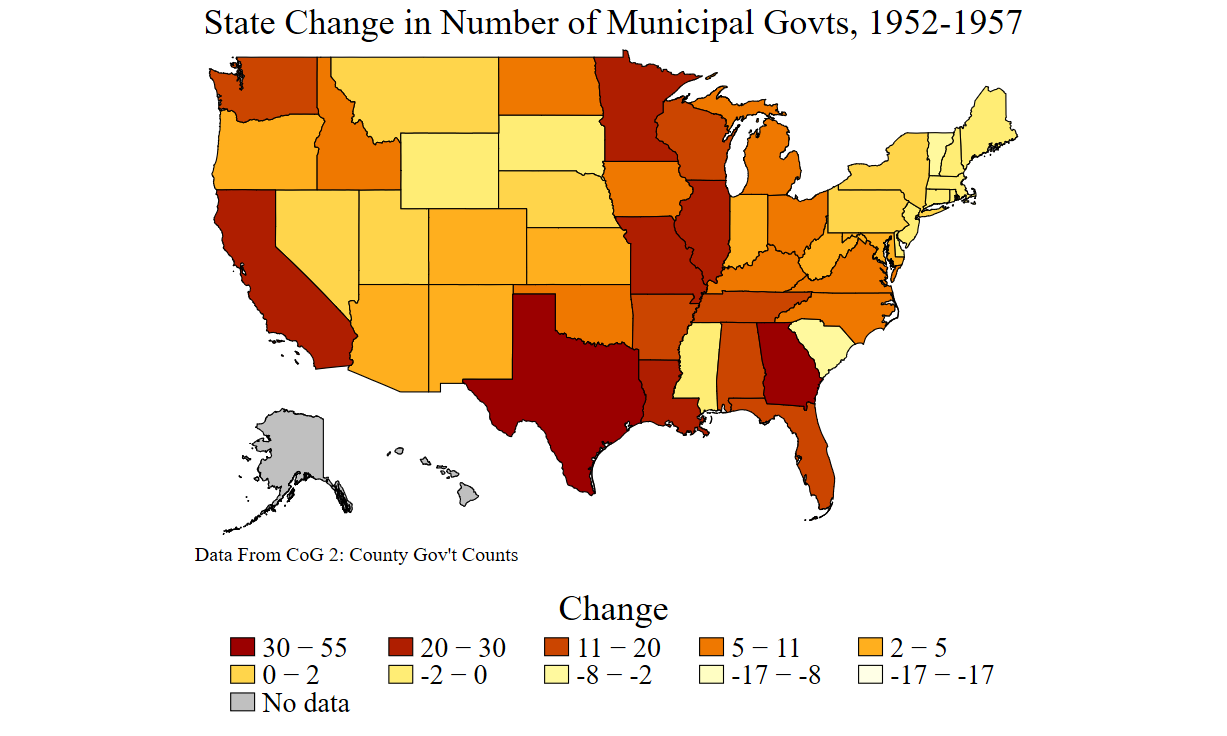 State Change in Number of Municipal Govts, 1952-1957
Data From CoG 2: County Gov't Counts
Change
30 − 55 20 − 30 11 − 20 5 − 11 2 − 5
0 − 2 -2 − 0 -8 − -2 -17 − -8 -17 − -17
No data